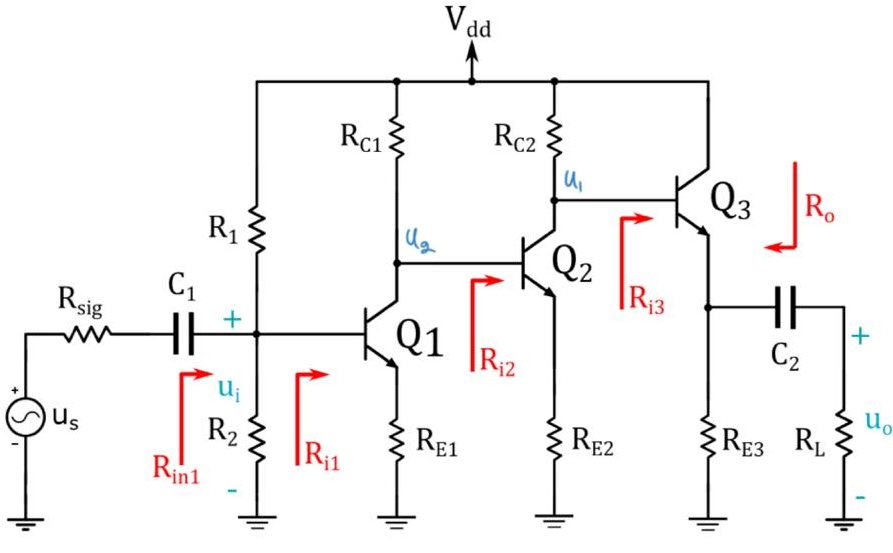 V_dd
R_C1
R_C2
u_1
Q_3
R_o
R_1
u_2
Q_2
R_sig
C_1
+
R_i3
Q1
C_2
+
R_i2
+
u_s
-
u_i
R_2
R_E1
R_E2
R_E3
R_L
u_o
R_in1
R_i1
-
-